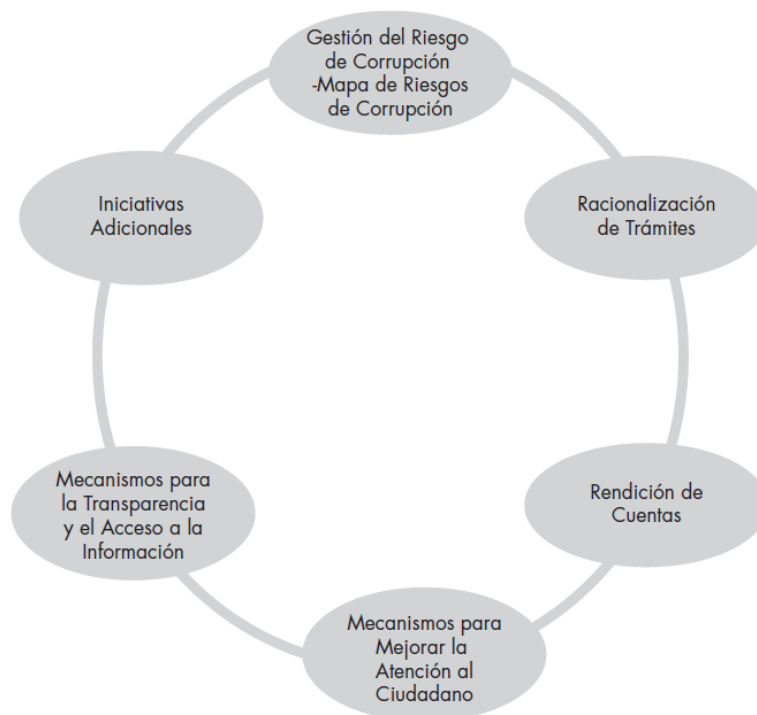 Gestión del Riesgo
de Corrupción
-Mapa de Riesgos
de Corrupción
Iniciativas
Adicionales
Racionalización
de Trámites
Mecanismos para
la Transparencia
y el Acceso a la
Información
Rendición de
Cuentas
Mecanismos para
Mejorar la
Atención al
Ciudadano